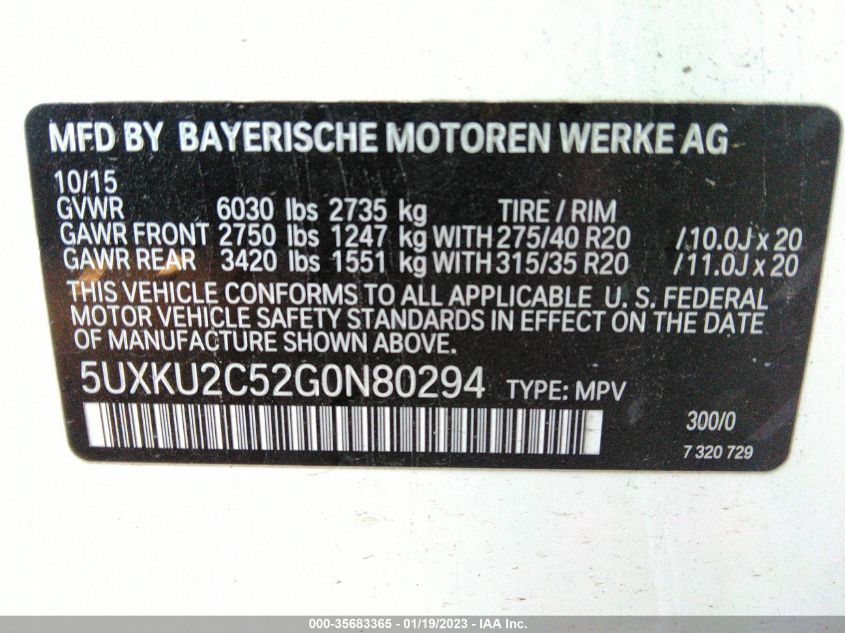 MFD BY BAYERISCHE MOTOREN WERKE AG
10/15
GVWR 6030 lbs 2735 kg TIRE / RIM
GAWR FRONT 2750 lbs 1247 kg WITH 275/40 R20 /10.0J x 20
GAWR REAR 3420 lbs 1551 kg WITH 315/35 R20 /11.0J x 20
THIS VEHICLE CONFORMS TO ALL APPLICABLE U. S. FEDERAL
MOTOR VEHICLE SAFETY STANDARDS IN EFFECT ON THE DATE
OF MANUFACTURE SHOWN ABOVE.
5UXKU2C52G0N80294 TYPE: MPV
300/0
7 320 729
000-35683365 - 01/19/2023 - IAA Inc.